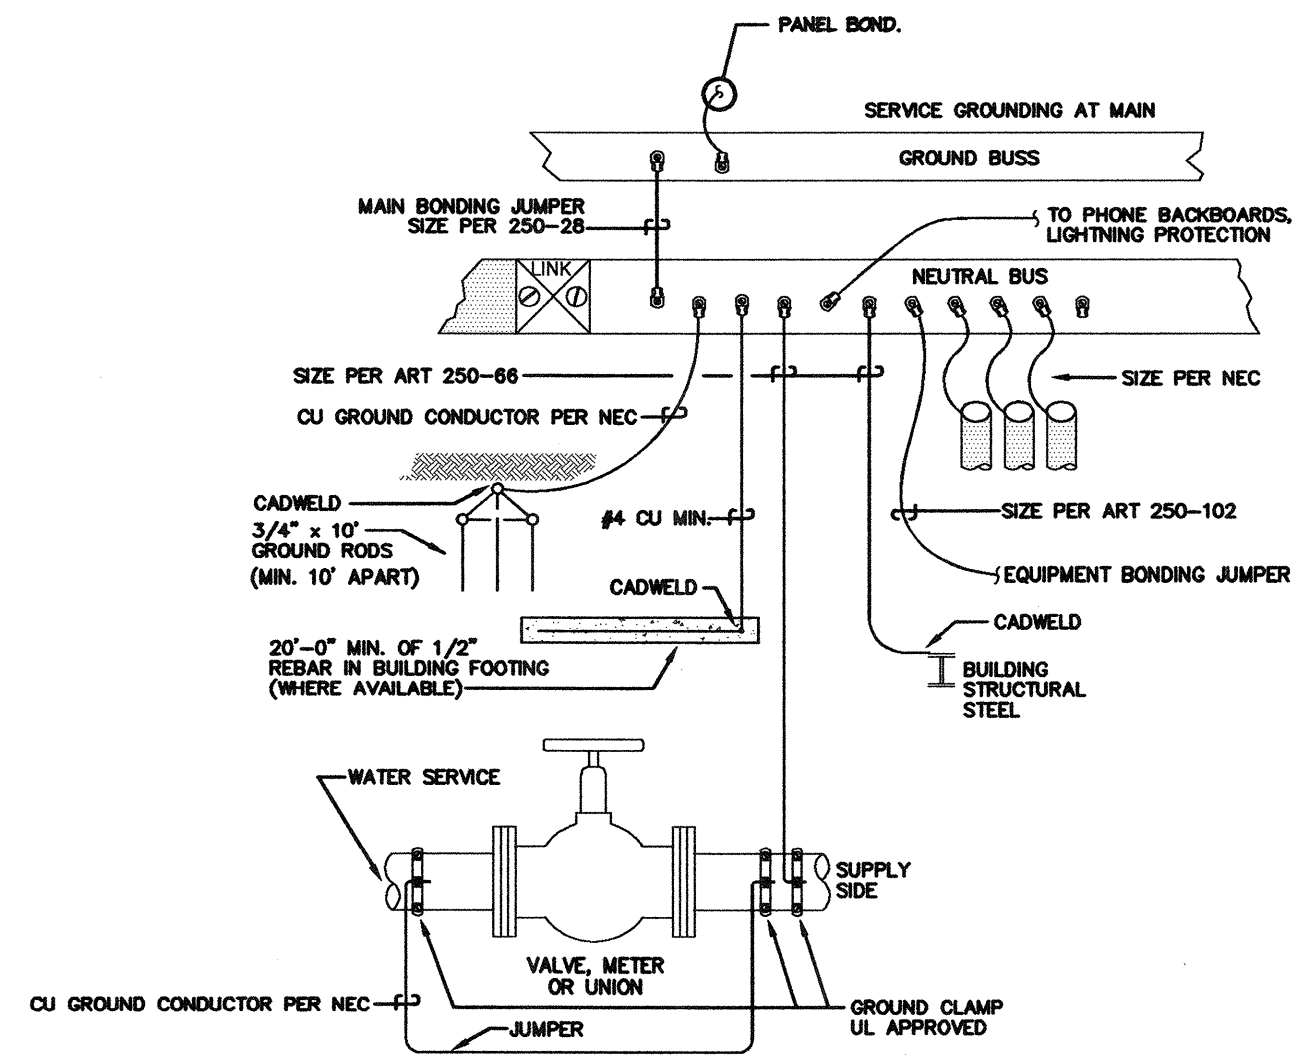 PANEL BOND.
SERVICE GROUNDING AT MAIN
GROUND BUSS
MAIN BONDING JUMPER
SIZE PER 250-28
TO PHONE BACKBOARDS,
LIGHTNING PROTECTION
LINK
NEUTRAL BUS
SIZE PER ART 250-66
SIZE PER NEC
CU GROUND CONDUCTOR PER NEC
CADWELD
3/4" x 10'
GROUND RODS
(MIN. 10' APART)
#4 CU MIN.
SIZE PER ART 250-102
EQUIPMENT BONDING JUMPER
CADWELD
CADWELD
20'-0" MIN. OF 1/2"
REBAR IN BUILDING FOOTING
(WHERE AVAILABLE)
BUILDING
STRUCTURAL
STEEL
WATER SERVICE
SUPPLY
SIDE
VALVE, METER
OR UNION
CU GROUND CONDUCTOR PER NEC
GROUND CLAMP
UL APPROVED
JUMPER